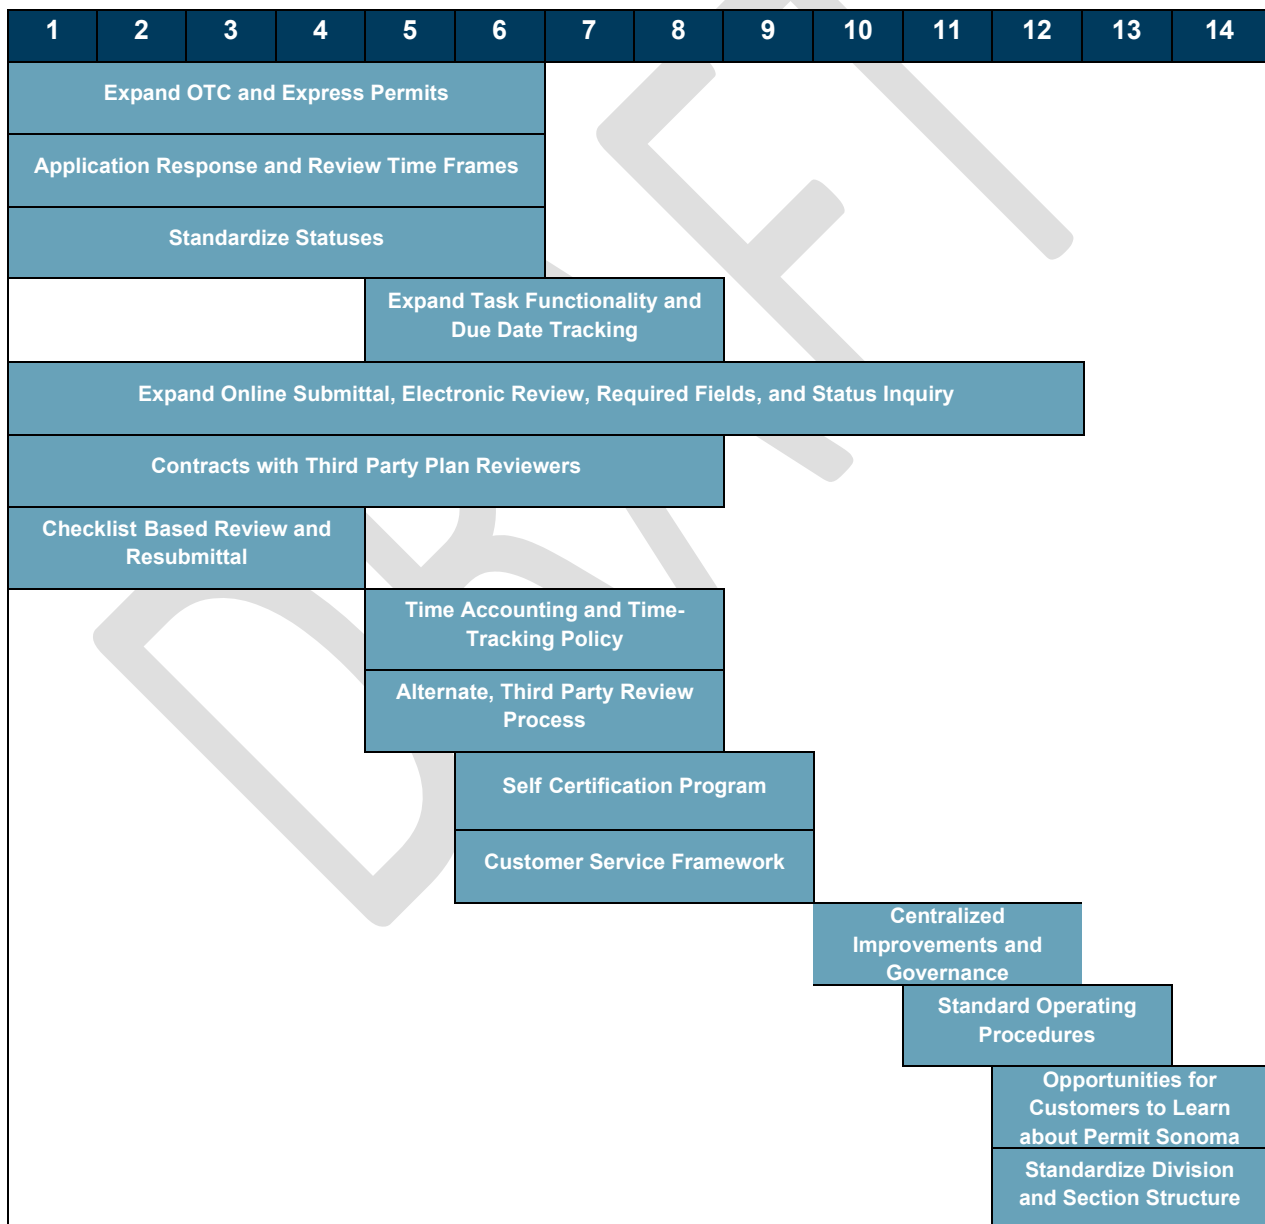 1 2 3 4 5 6 7 8 9 10 11 12 13 14
Expand OTC and Express Permits
Application Response and Review Time Frames
Standardize Statuses
Expand Task Functionality and
Due Date Tracking
Expand Online Submittal, Electronic Review, Required Fields, and Status Inquiry
Contracts with Third Party Plan Reviewers
Checklist Based Review and
Resubmittal
Time Accounting and Time-
Tracking Policy
Alternate, Third Party Review
Process
Self Certification Program
Customer Service Framework
Centralized
Improvements and
Governance
Standard Operating
Procedures
Opportunities for
Customers to Learn
about Permit Sonoma
Standardize Division
and Section Structure
DRAFT